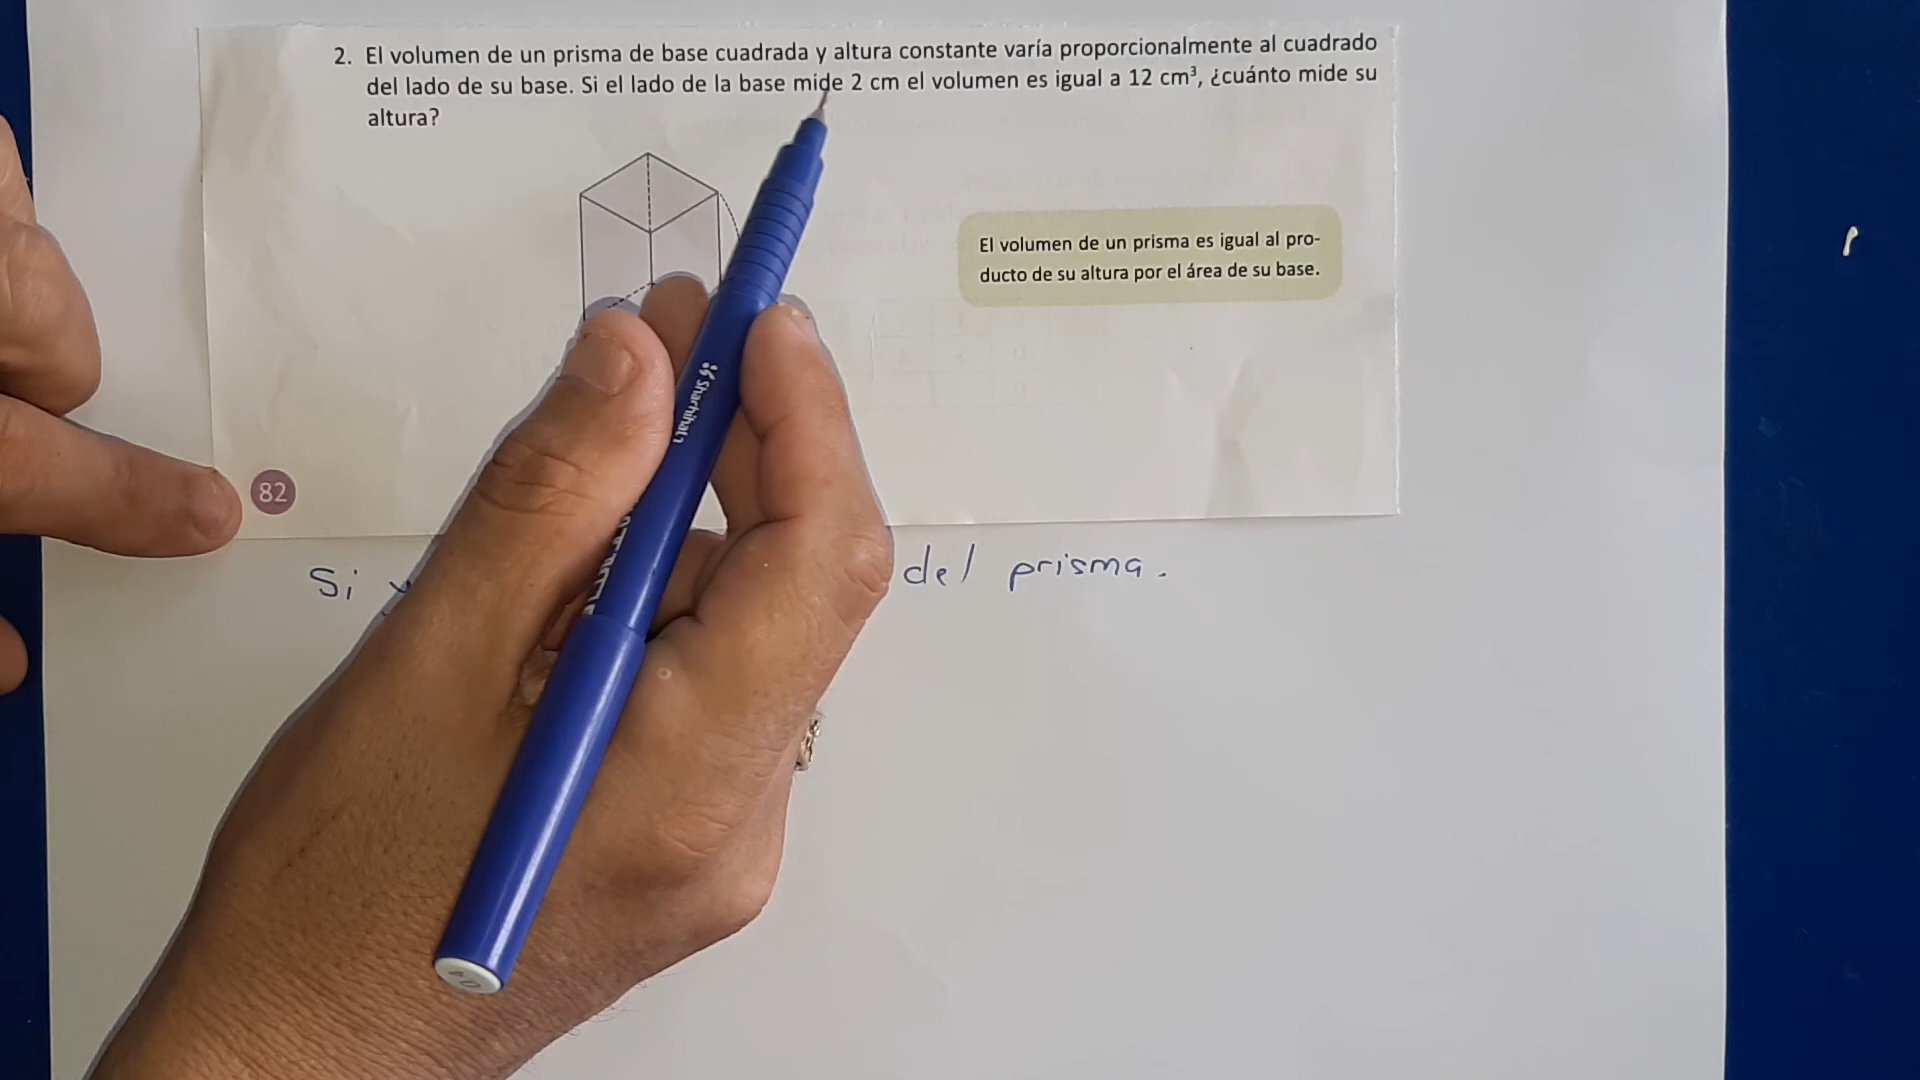 2. El volumen de un prisma de base cuadrada y altura constante varía proporcionalmente al cuadrado
del lado de su base. Si el lado de la base mide 2 cm el volumen es igual a 12 cm³, ¿cuánto mide su
altura?
El volumen de un prisma es igual al pro-
ducto de su altura por el área de su base.
82
Si del prisma.
04